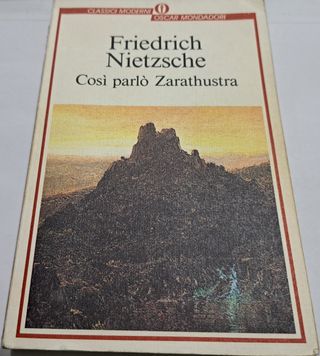 CLASSICI MODERNI OSCAR MONDADORI
Friedrich
Nietzsche
Così parlò Zarathustra